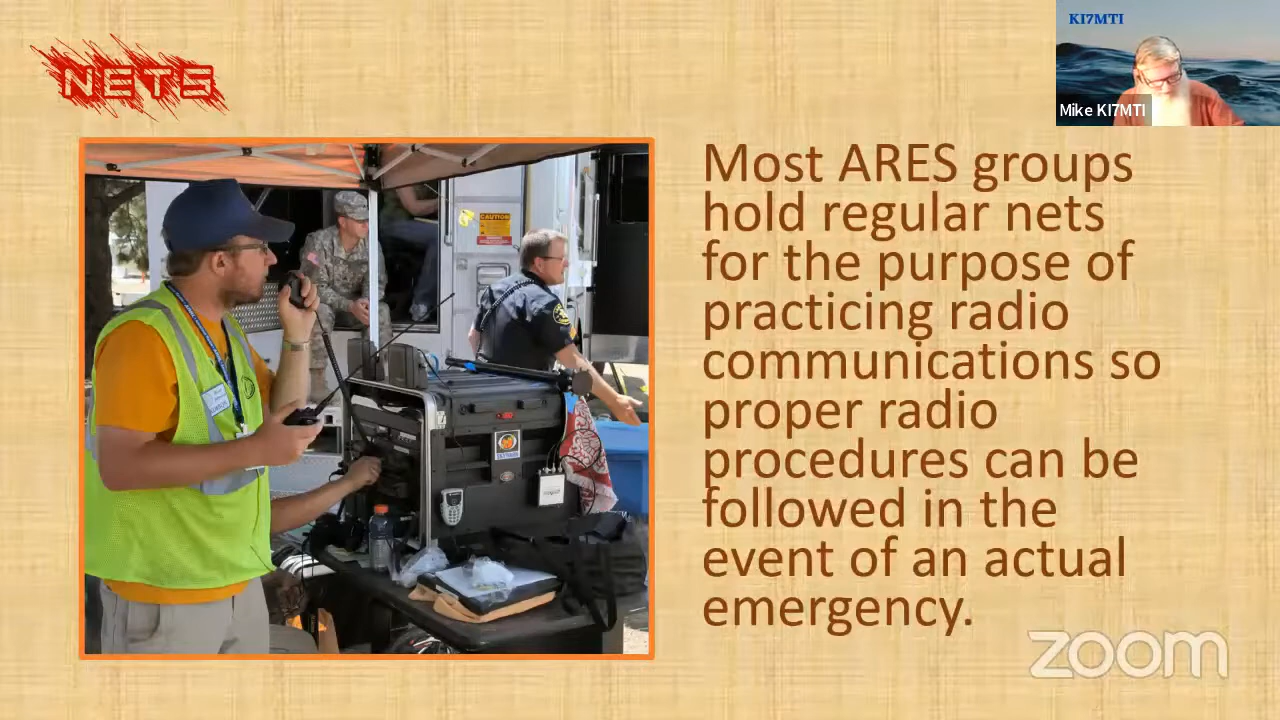 NETS
KI7MTI
Mike KI7MTI
CAUTION
Most ARES groups
hold regular nets
for the purpose of
practicing radio
communications so
proper radio
procedures can be
followed in the
event of an actual
emergency.
zoom